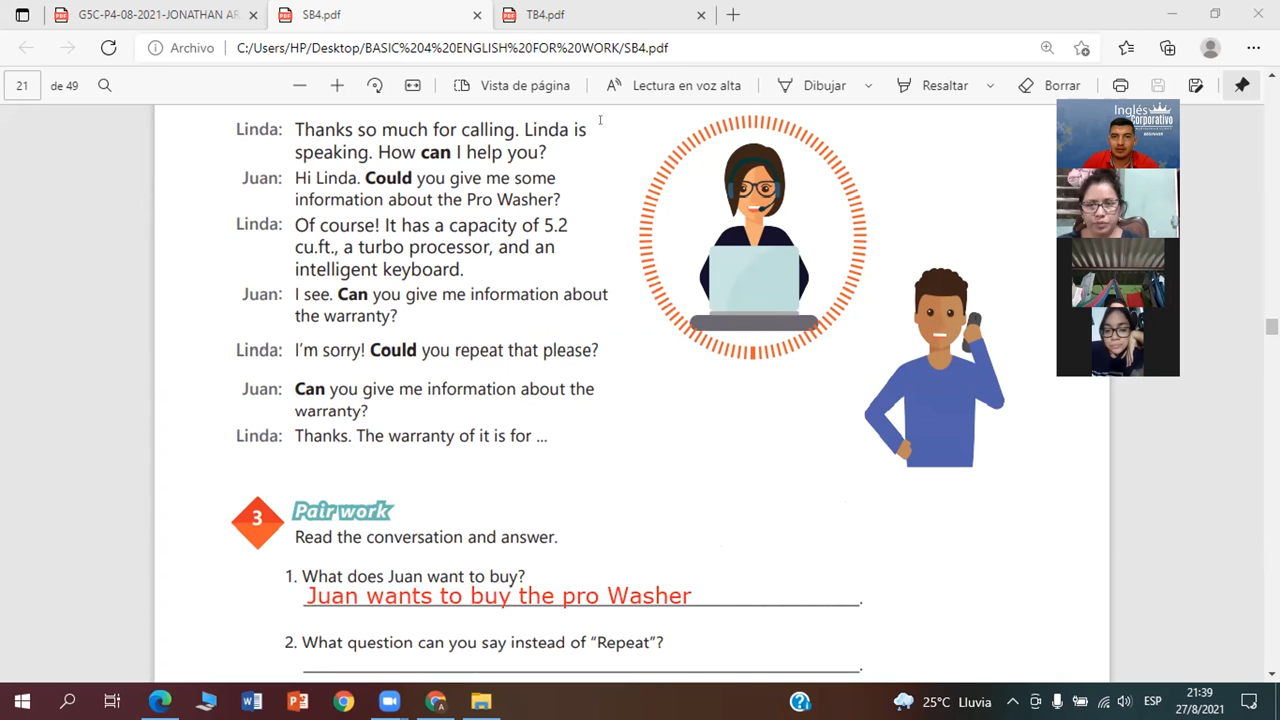 G5C-P4-08-2021-JONATHAN AR
SB4.pdf
TB4.pdf
Archivo
C:/Users/HP/Desktop/BASIC%204%20ENGLISH%20FOR%20WORK/SB4.pdf
21 de 49
Vista de página
Lectura en voz alta
Dibujar
Resaltar
Borrar
Linda: Thanks so much for calling. Linda is
speaking. How can I help you?
Juan: Hi Linda. Could you give me some
information about the Pro Washer?
Linda: Of course! It has a capacity of 5.2
cu.ft., a turbo processor, and an
intelligent keyboard.
Juan: I see. Can you give me information about
the warranty?
Linda: I'm sorry! Could you repeat that please?
Juan: Can you give me information about the
warranty?
Linda: Thanks. The warranty of it is for ...
Inglés
Corporativo
3 Pair work
Read the conversation and answer.
1. What does Juan want to buy?
Juan wants to buy the pro Washer
2. What question can you say instead of “Repeat”?
25°C Lluvia
ESP
21:39
27/8/2021